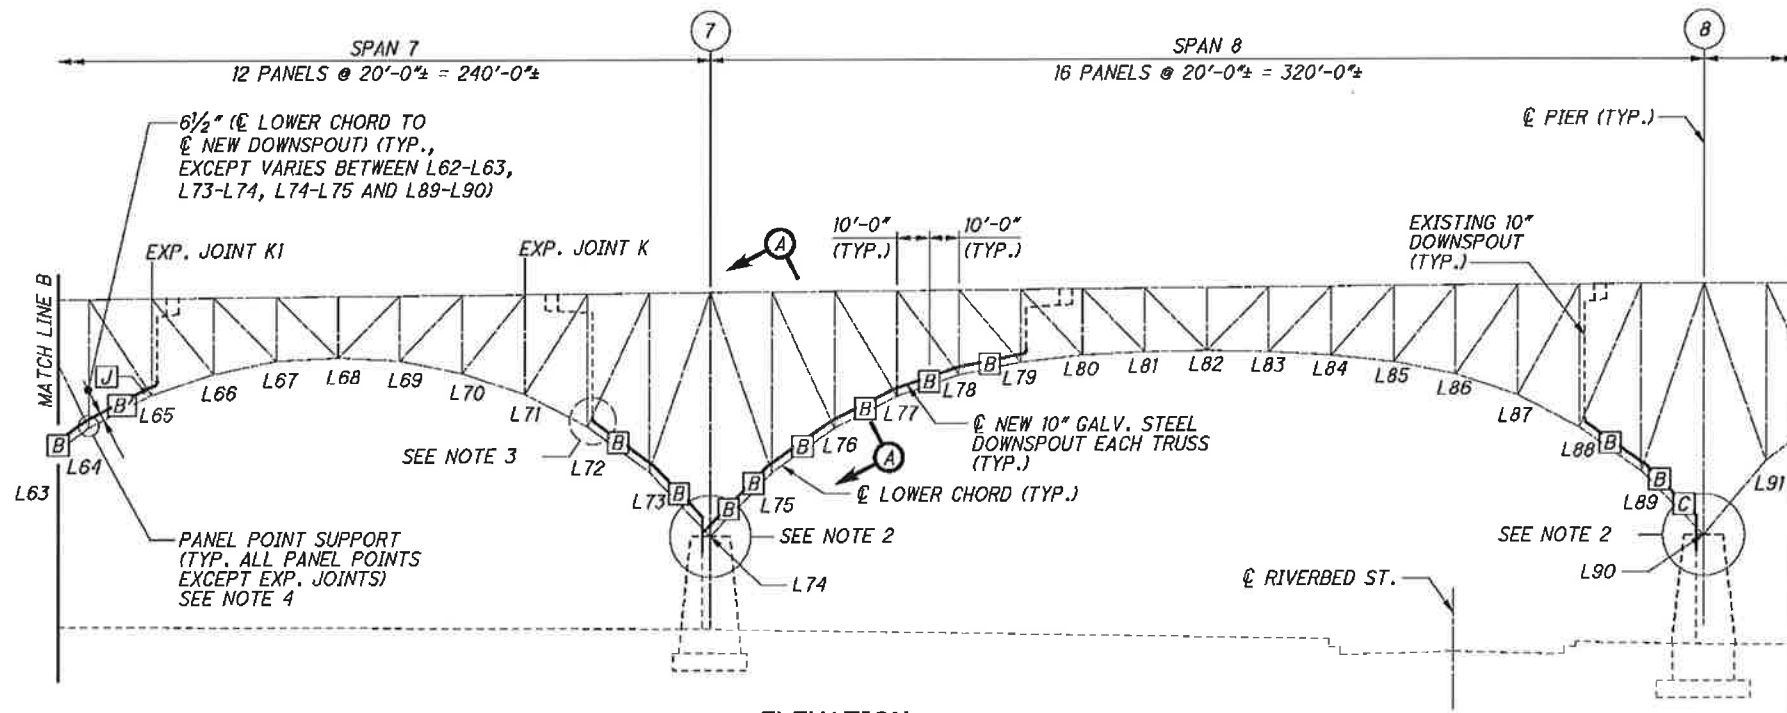 7
8
SPAN 7
12 PANELS @ 20'-0"± = 240'-0"±
SPAN 8
16 PANELS @ 20'-0"± = 320'-0"±
6½" (℄ LOWER CHORD TO
℄ NEW DOWNSPOUT) (TYP.,
EXCEPT VARIES BETWEEN L62-L63,
L73-L74, L74-L75 AND L89-L90)
℄ PIER (TYP.)
EXP. JOINT K1
EXP. JOINT K
A
10'-0"
(TYP.)
10'-0"
(TYP.)
EXISTING 10"
DOWNSPOUT
(TYP.)
MATCH LINE B
J
B
B
L63
L64
L65
L66
L67
L68
L69
L70
L71
L72
L73
B
B
SEE NOTE 3
B
B
B
B
B
B
L75
L76
L77
L78
L79
L80
L81
L82
L83
L84
L85
L86
L87
L88
L89
B
B
C
L91
A
℄ NEW 10" GALV. STEEL
DOWNSPOUT EACH TRUSS
(TYP.)
℄ LOWER CHORD (TYP.)
PANEL POINT SUPPORT
(TYP. ALL PANEL POINTS
EXCEPT EXP. JOINTS)
SEE NOTE 4
SEE NOTE 2
L74
SEE NOTE 2
L90
℄ RIVERBED ST.